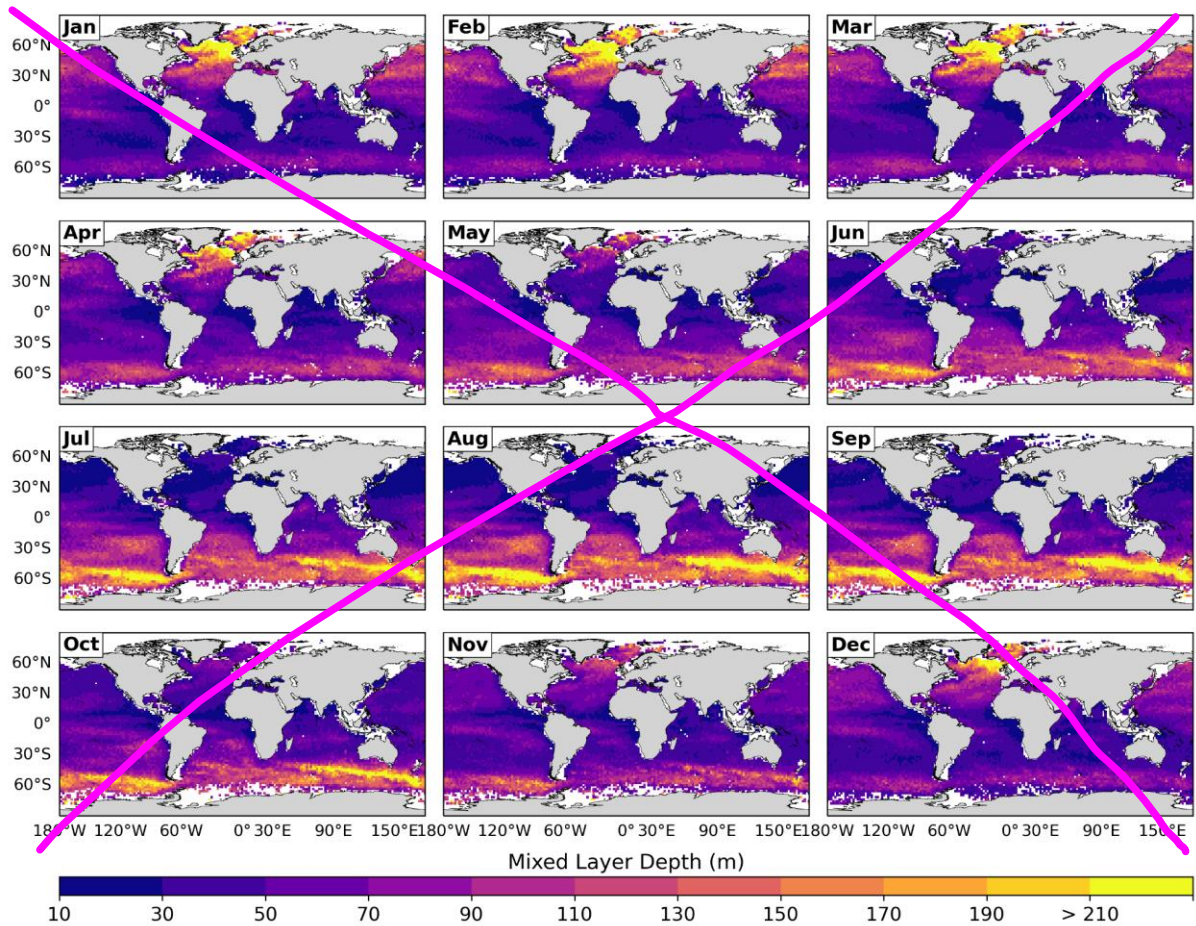 Jan Feb Mar
60°N
30°N
0°
30°S
60°S
Apr May Jun
60°N
30°N
0°
30°S
60°S
Jul Aug Sep
60°N
30°N
0°
30°S
60°S
Oct Nov Dec
60°N
30°N
0°
30°S
60°S
180°W 120°W 60°W 0° 30°E 90°E 150°E 180°W 120°W 60°W 0° 30°E 90°E 150°E 180°W 120°W 60°W 0° 30°E 90°E 150°E
Mixed Layer Depth (m)
10 30 50 70 90 110 130 150 170 190 > 210